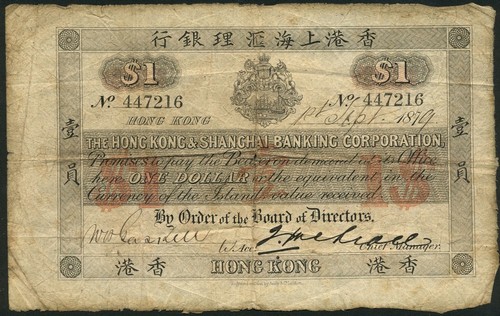 行銀理滙海上港香
$1 $1
No 447216 No 447216
HONG KONG 1st Sept. 1879
THE HONGKONG & SHANGHAI BANKING CORPORATION
Promises to pay the Bearer on demand at its Office
here ONE DOLLAR or the equivalent in the
Currency of the Island value received.
By Order of the Board of Directors.
Chief Manager.
港香 HONG KONG 港香
壹員
壹員